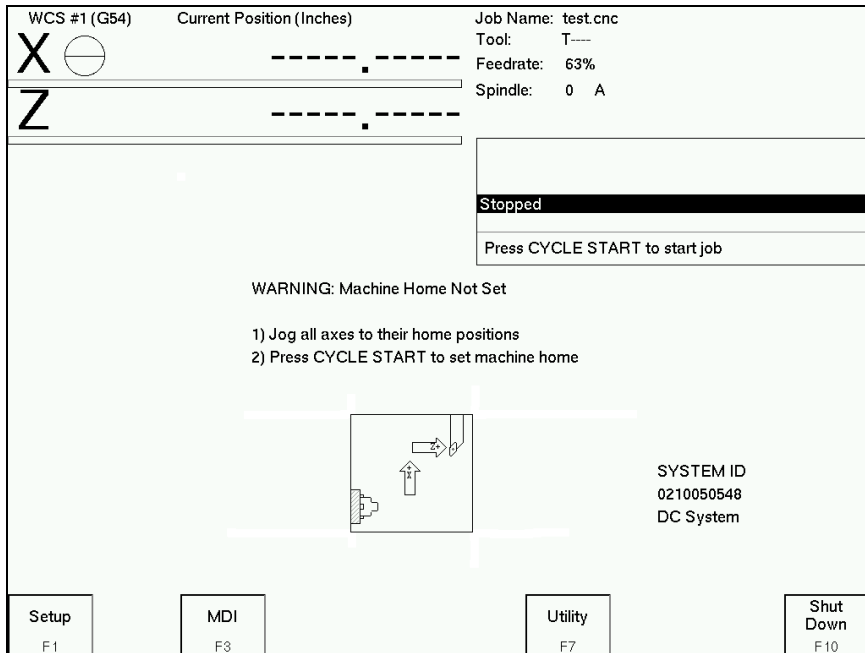 WCS #1 (G54) Current Position (Inches)
X -----.-----
Z -----.-----
Job Name: test.cnc
Tool: T----
Feedrate: 63%
Spindle: 0 A
Stopped
Press CYCLE START to start job
WARNING: Machine Home Not Set
1) Jog all axes to their home positions
2) Press CYCLE START to set machine home
Z+
+X
SYSTEM ID
0210050548
DC System
Setup
F1
MDI
F3
Utility
F7
Shut
Down
F10